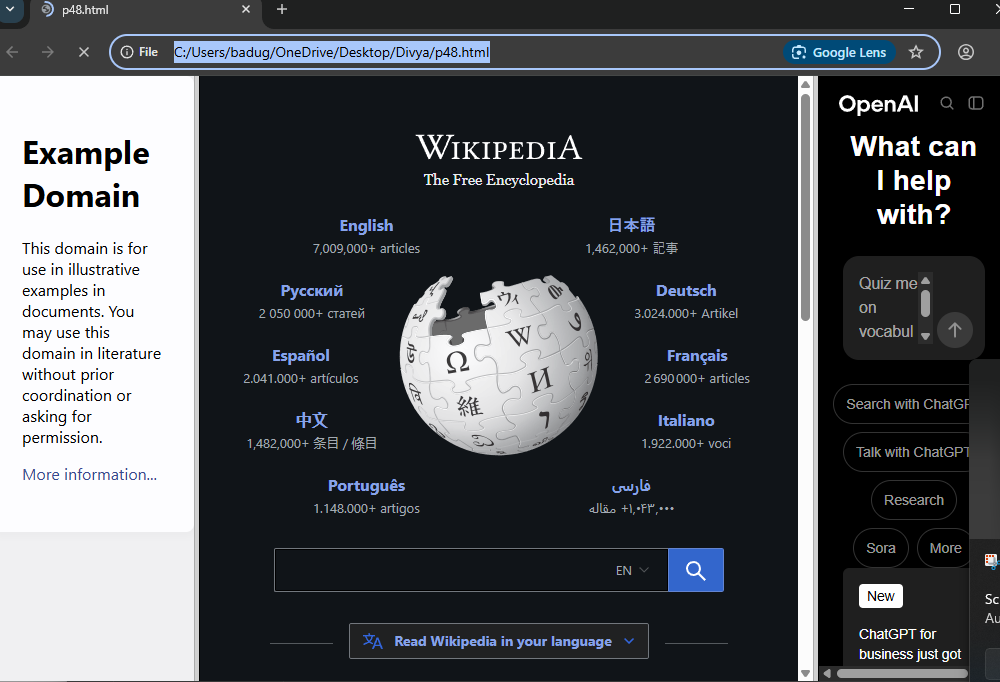 p48.html
File
C:/Users/badug/OneDrive/Desktop/Divya/p48.html
Google Lens
Example
Domain
This domain is for
use in illustrative
examples in
documents. You
may use this
domain in literature
without prior
coordination or
asking for
permission.
More information...
WIKIPEDIA
The Free Encyclopedia
English
7,009,000+ articles
日本語
1,462,000+ 記事
Русский
2 050 000+ статей
Deutsch
3.024.000+ Artikel
Español
2.041.000+ artículos
Français
2 690 000+ articles
中文
1,482,000+ 条目 / 條目
Italiano
1.922.000+ voci
Português
1.148.000+ artigos
فارسی
۱٬۰۴۳٬۰۰۰+ مقاله
Ω
W
И
維
ウィ
7
EN
Read Wikipedia in your language
OpenAI
What can
I help
with?
Quiz me
on
vocabul
Search with ChatGP
Talk with ChatGPT
Research
Sora
More
New
ChatGPT for
business just got
Sc
Au